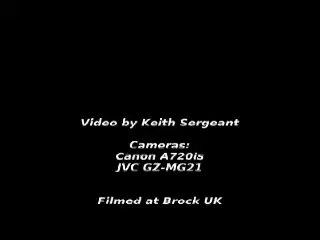 Video by Keith Sergeant
Cameras:
Canon A720is
JVC GZ-MG21
Filmed at Brock UK